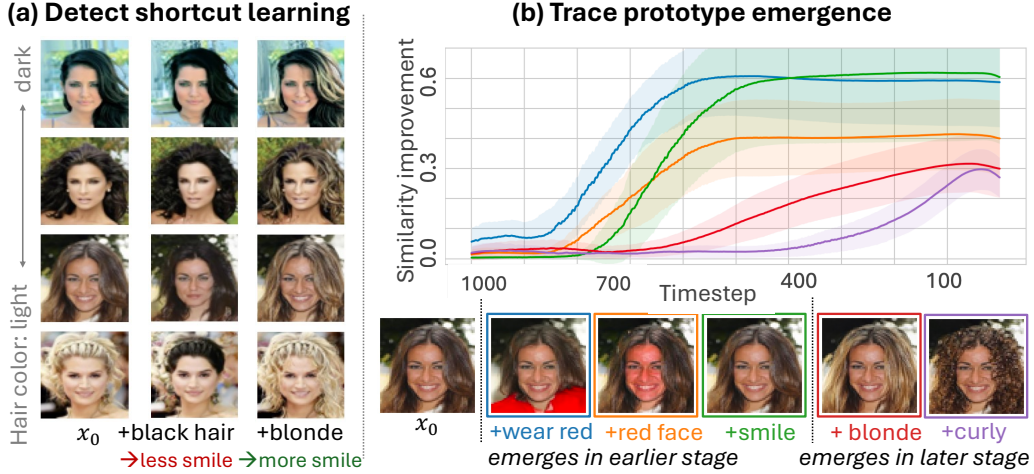 (a) Detect shortcut learning
Hair color: light
dark
x₀
+black hair
+blonde
→less smile
→more smile
(b) Trace prototype emergence
Similarity improvement
0.6
0.3
0.0
1000
700
400
100
Timestep
x₀
+wear red
+red face
+smile
+ blonde
+curly
emerges in earlier stage
emerges in later stage